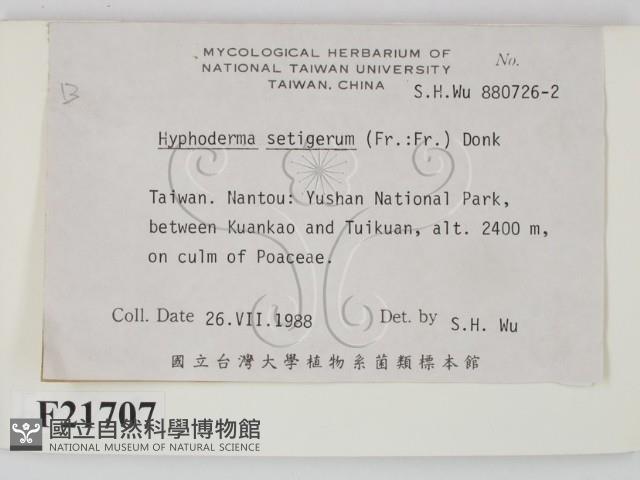 MYCOLOGICAL HERBARIUM OF
NATIONAL TAIWAN UNIVERSITY
TAIWAN, CHINA
No.
S.H.Wu 880726-2
B
Hyphoderma setigerum (Fr.:Fr.) Donk
Taiwan. Nantou: Yushan National Park,
between Kuankao and Tuikuan, alt. 2400 m,
on culm of Poaceae.
Coll. Date 26.VII.1988 Det. by S.H. Wu
國立台灣大學植物系菌類標本館
F21707
國立自然科學博物館
NATIONAL MUSEUM OF NATURAL SCIENCE